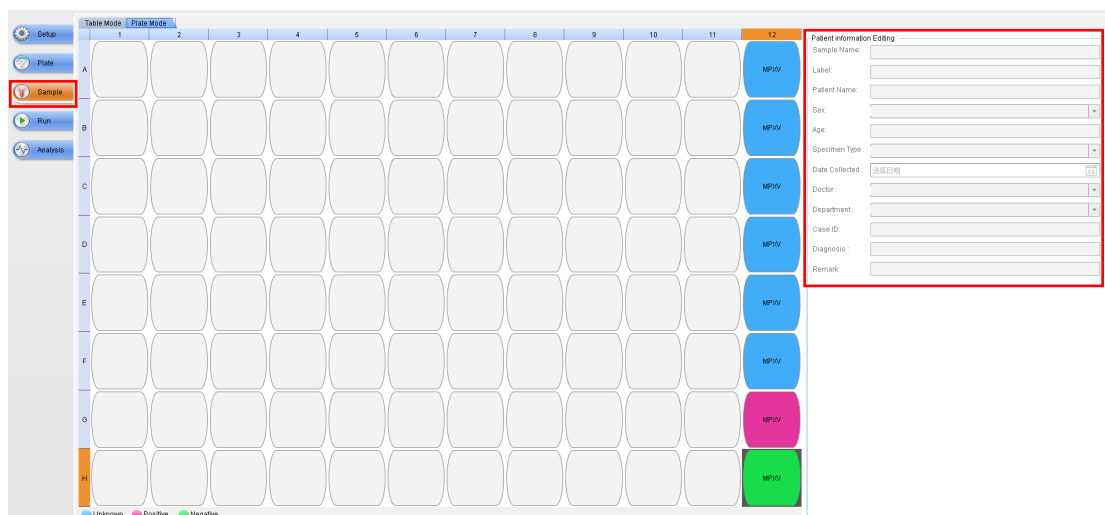 Table Mode Plate Mode
Setup
Plate
Sample
Run
Analysis
1 2 3 4 5 6 7 8 9 10 11 12
A MPXV
B MPXV
C MPXV
D MPXV
E MPXV
F MPXV
G MPXV
H MPXV
Unknown Positive Negative
Patient information Editing
Sample Name:
Label:
Patient Name:
Sex:
Age:
Specimen Type :
Date Collected : 选择日期 15
Doctor :
Department :
Case ID:
Diagnosis :
Remark: